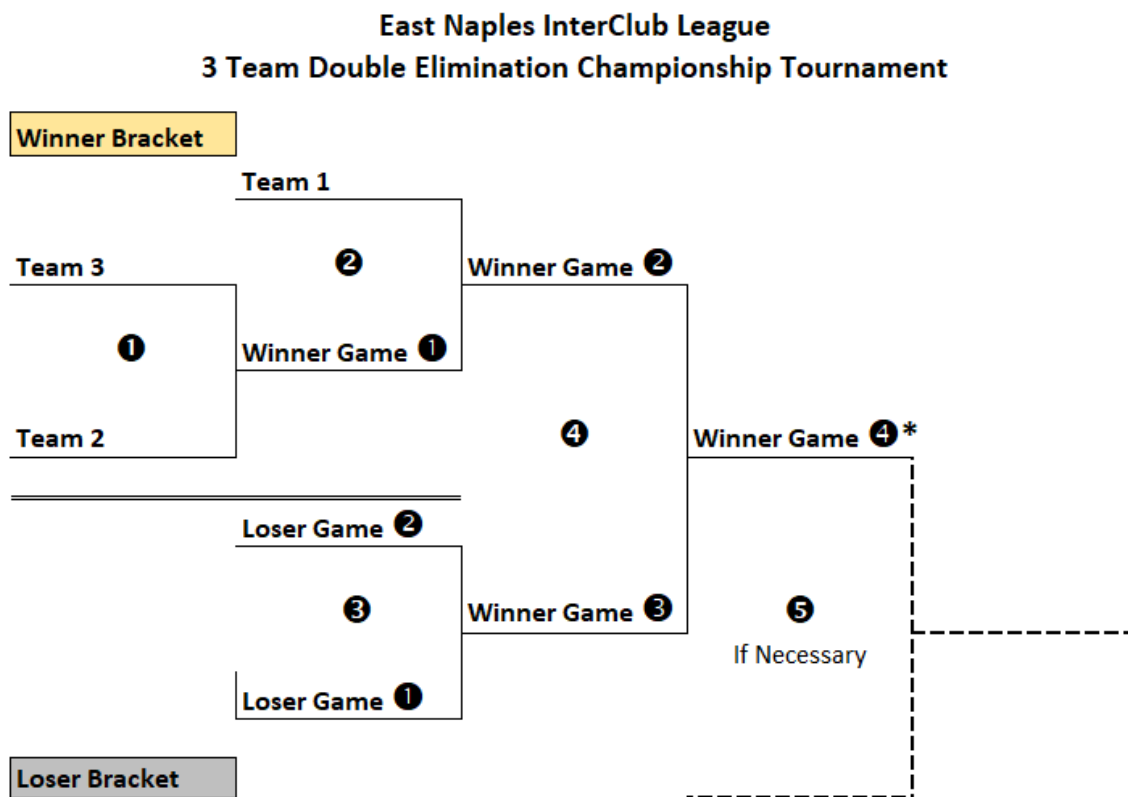 East Naples InterClub League
3 Team Double Elimination Championship Tournament
Winner Bracket
Team 1
Team 3
❷
Winner Game ❷
❶
Winner Game ❶
Team 2
❹
Winner Game ❹*
Loser Game ❷
❸
Winner Game ❸
❺
If Necessary
Loser Game ❶
Loser Bracket